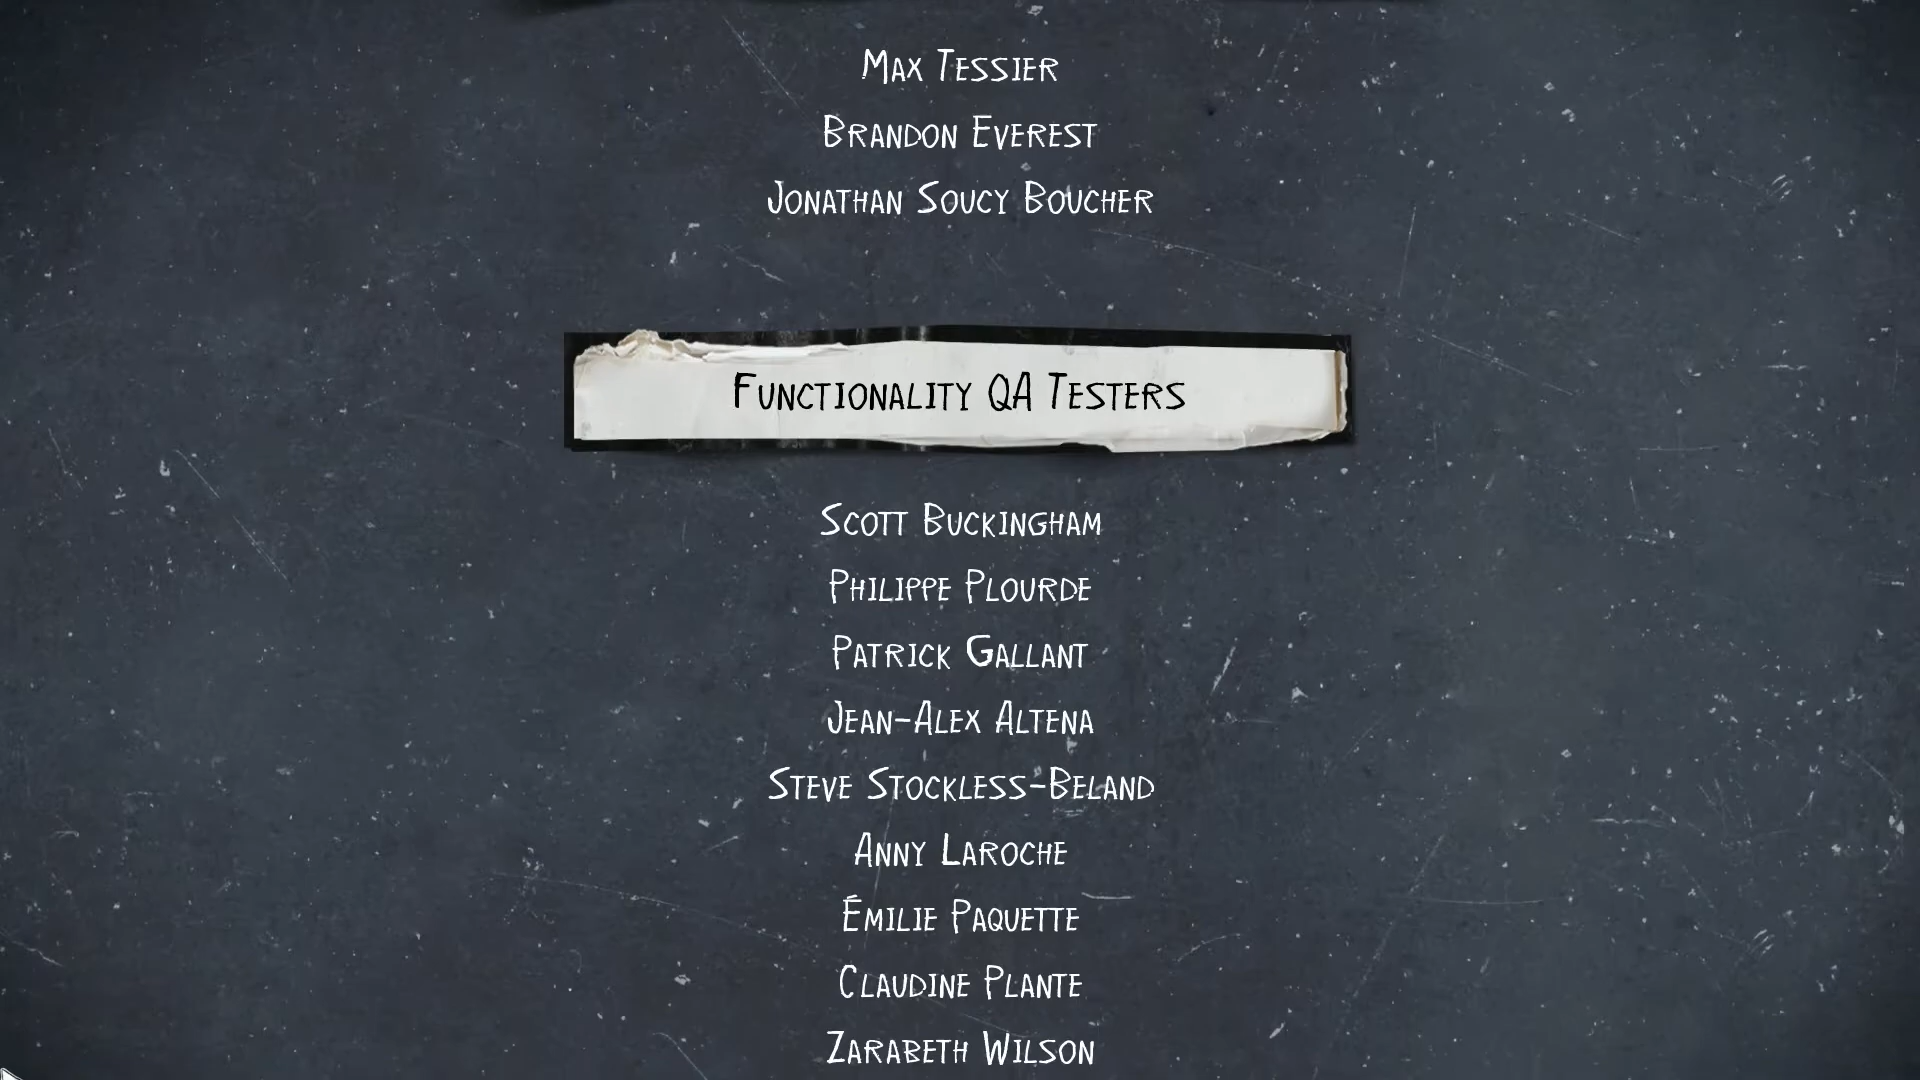 Max Tessier
Brandon Everest
Jonathan Soucy Boucher
Functionality QA Testers
Scott Buckingham
Philippe Plourde
Patrick Gallant
Jean-Alex Altena
Steve Stockless-Beland
Anny Laroche
Émilie Paquette
Claudine Plante
Zarabeth Wilson